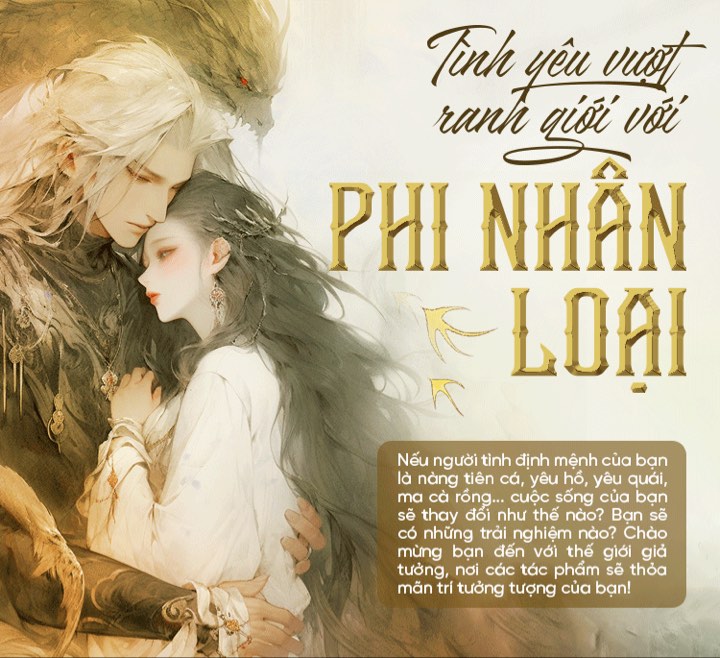 Tình yêu vượt
ranh giới với
PHI NHÂN
LOẠI
Nếu người tình định mệnh của bạn
là nàng tiên cá, yêu hồ, yêu quái,
ma cà rồng... cuộc sống của bạn
sẽ thay đổi như thế nào? Bạn sẽ
có những trải nghiệm nào? Chào
mừng bạn đến với thế giới giả
tưởng, nơi các tác phẩm sẽ thỏa
mãn trí tưởng tượng của bạn!